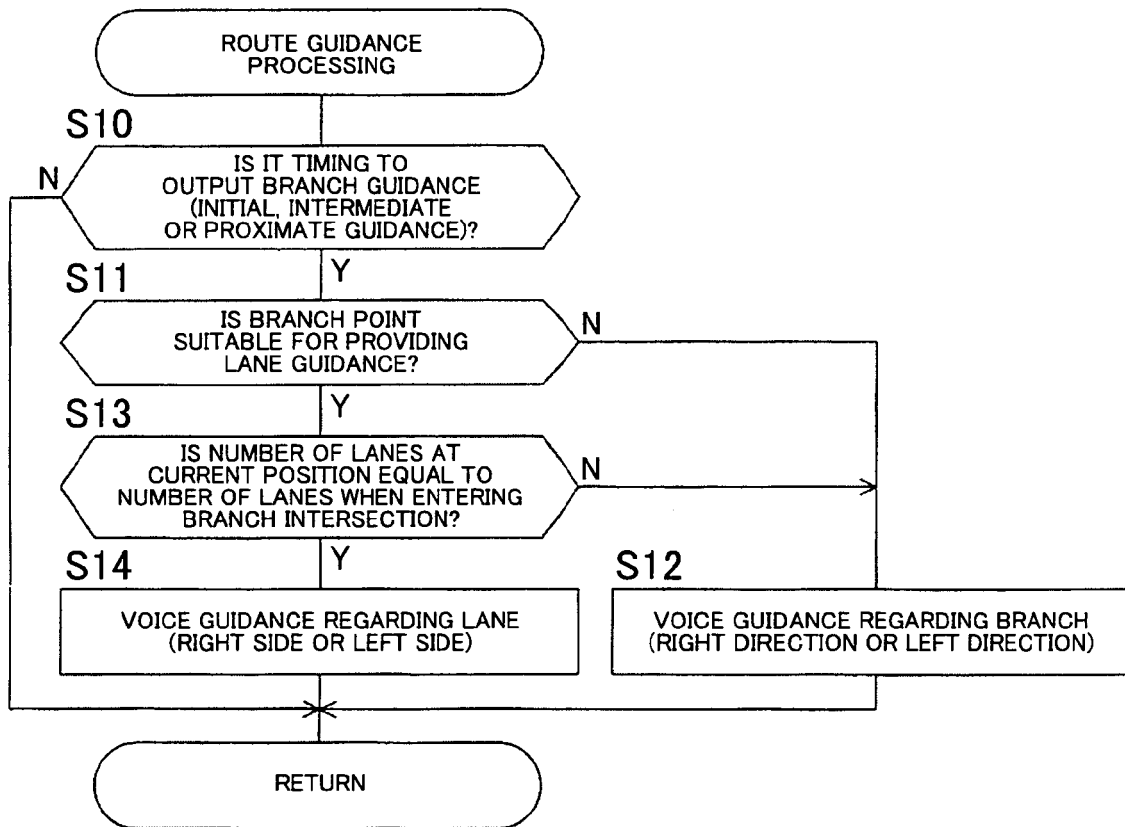 ROUTE GUIDANCE
PROCESSING
S10
IS IT TIMING TO
OUTPUT BRANCH GUIDANCE
(INITIAL, INTERMEDIATE
OR PROXIMATE GUIDANCE)?
N
Y
S11
IS BRANCH POINT
SUITABLE FOR PROVIDING
LANE GUIDANCE?
N
Y
S13
IS NUMBER OF LANES AT
CURRENT POSITION EQUAL TO
NUMBER OF LANES WHEN ENTERING
BRANCH INTERSECTION?
N
Y
S14
VOICE GUIDANCE REGARDING LANE
(RIGHT SIDE OR LEFT SIDE)
S12
VOICE GUIDANCE REGARDING BRANCH
(RIGHT DIRECTION OR LEFT DIRECTION)
RETURN